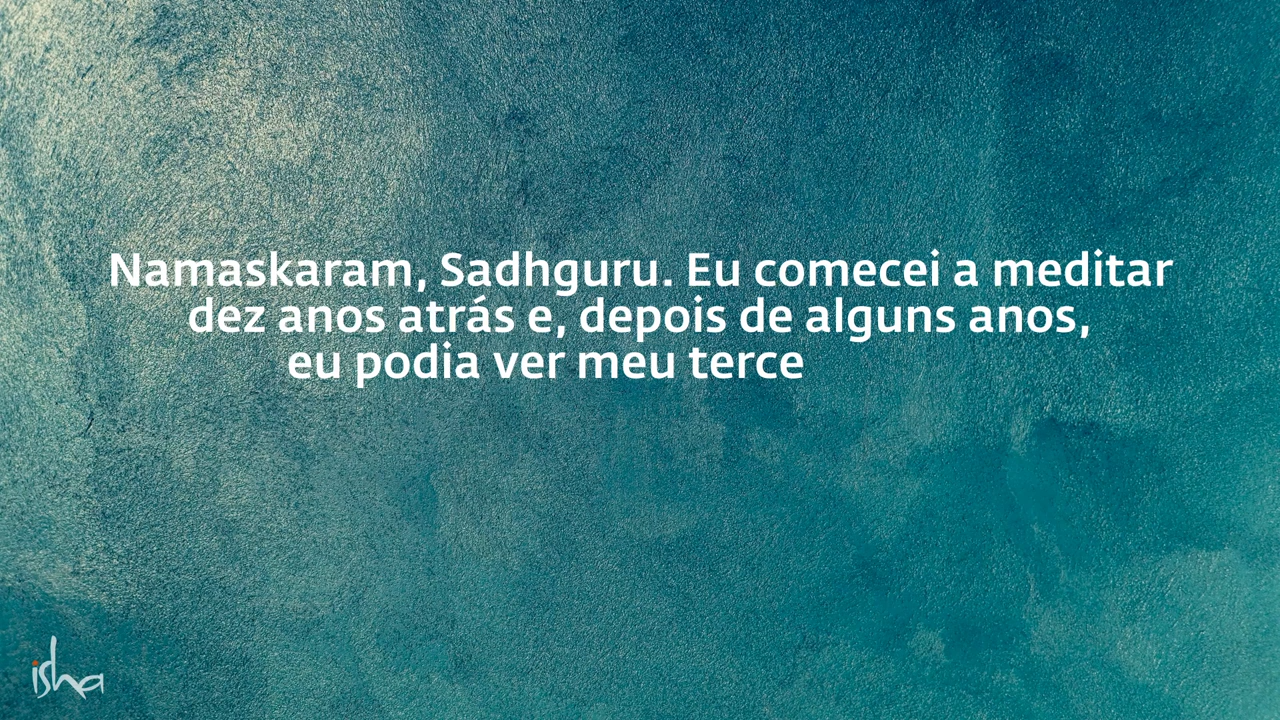 Namaskaram, Sadhguru. Eu comecei a meditar
dez anos atrás e, depois de alguns anos,
eu podia ver meu terce
isha